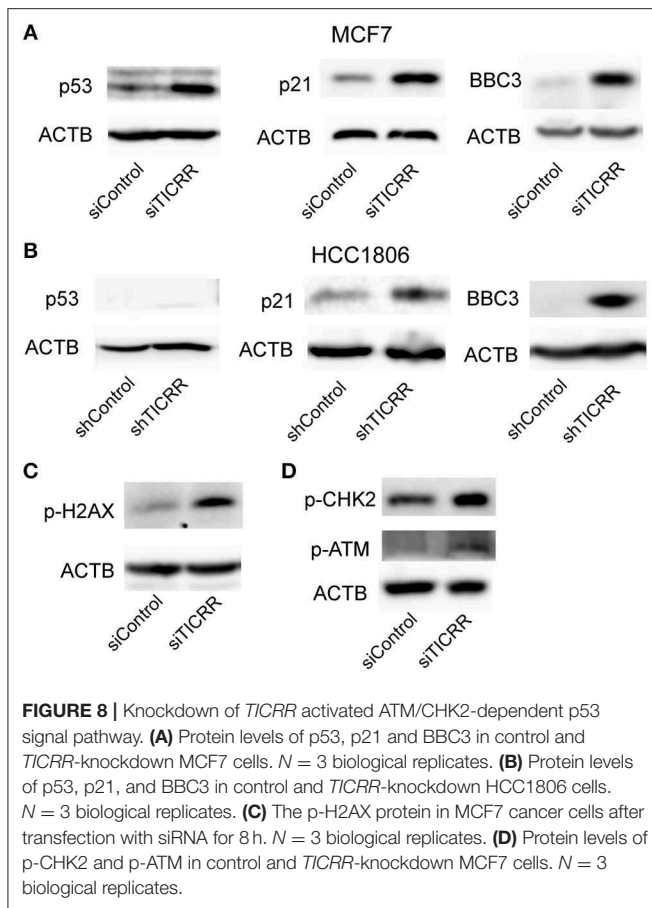 A
MCF7
p53
p21
BBC3
ACTB
ACTB
ACTB
siControl
siTICRR
siControl
siTICRR
siControl
siTICRR
B
HCC1806
p53
p21
BBC3
ACTB
ACTB
ACTB
shControl
shTICRR
shControl
shTICRR
shControl
shTICRR
C
p-H2AX
ACTB
siControl
siTICRR
D
p-CHK2
p-ATM
ACTB
siControl
siTICRR
FIGURE 8 | Knockdown of TICRR activated ATM/CHK2-dependent p53
signal pathway. (A) Protein levels of p53, p21 and BBC3 in control and
TICRR-knockdown MCF7 cells. N = 3 biological replicates. (B) Protein levels
of p53, p21, and BBC3 in control and TICRR-knockdown HCC1806 cells.
N = 3 biological replicates. (C) The p-H2AX protein in MCF7 cancer cells after
transfection with siRNA for 8 h. N = 3 biological replicates. (D) Protein levels of
p-CHK2 and p-ATM in control and TICRR-knockdown MCF7 cells. N = 3
biological replicates.